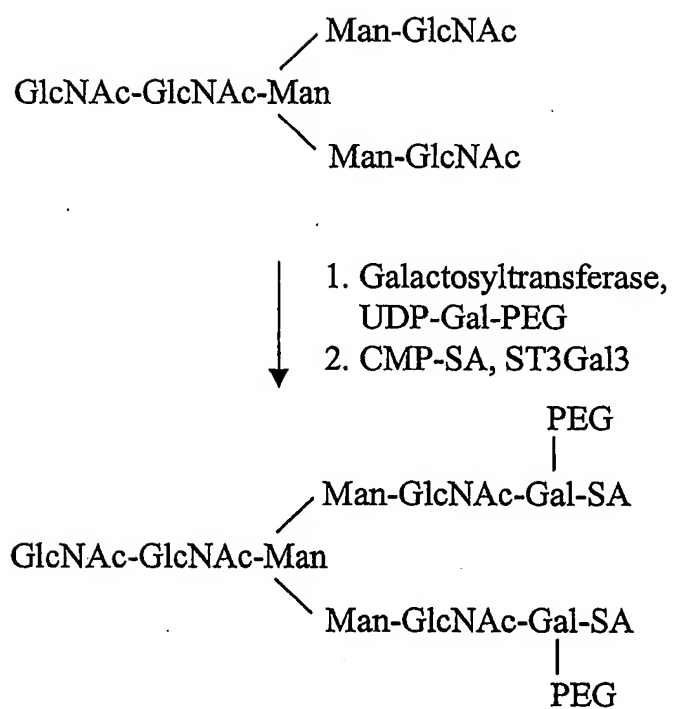 Man-GlcNAc
GlcNAc-GlcNAc-Man
Man-GlcNAc
1. Galactosyltransferase,
UDP-Gal-PEG
2. CMP-SA, ST3Gal3
PEG
Man-GlcNAc-Gal-SA
GlcNAc-GlcNAc-Man
Man-GlcNAc-Gal-SA
PEG